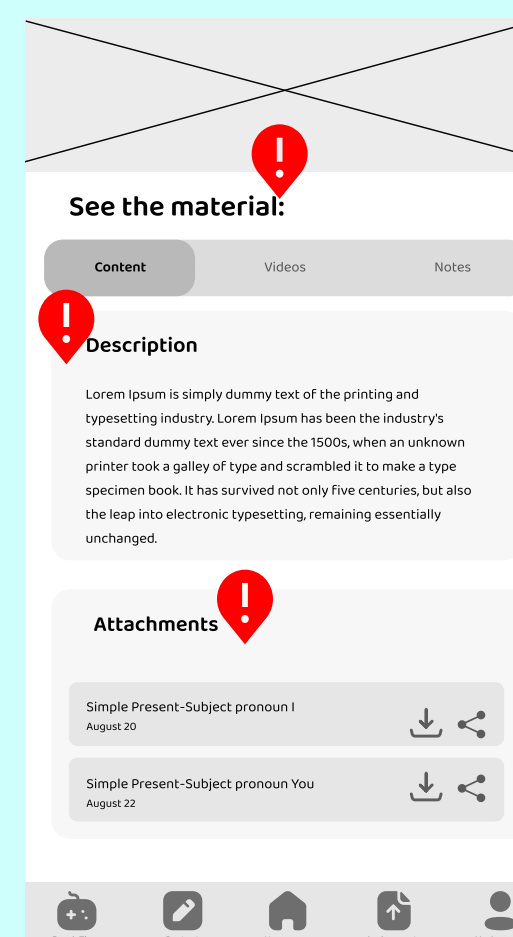 See the material:
Content
Videos
Notes
Description
Lorem Ipsum is simply dummy text of the printing and
typesetting industry. Lorem Ipsum has been the industry's
standard dummy text ever since the 1500s, when an unknown
printer took a galley of type and scrambled it to make a type
specimen book. It has survived not only five centuries, but also
the leap into electronic typesetting, remaining essentially
unchanged.
Attachments
Simple Present-Subject pronoun I
August 20
Simple Present-Subject pronoun You
August 22